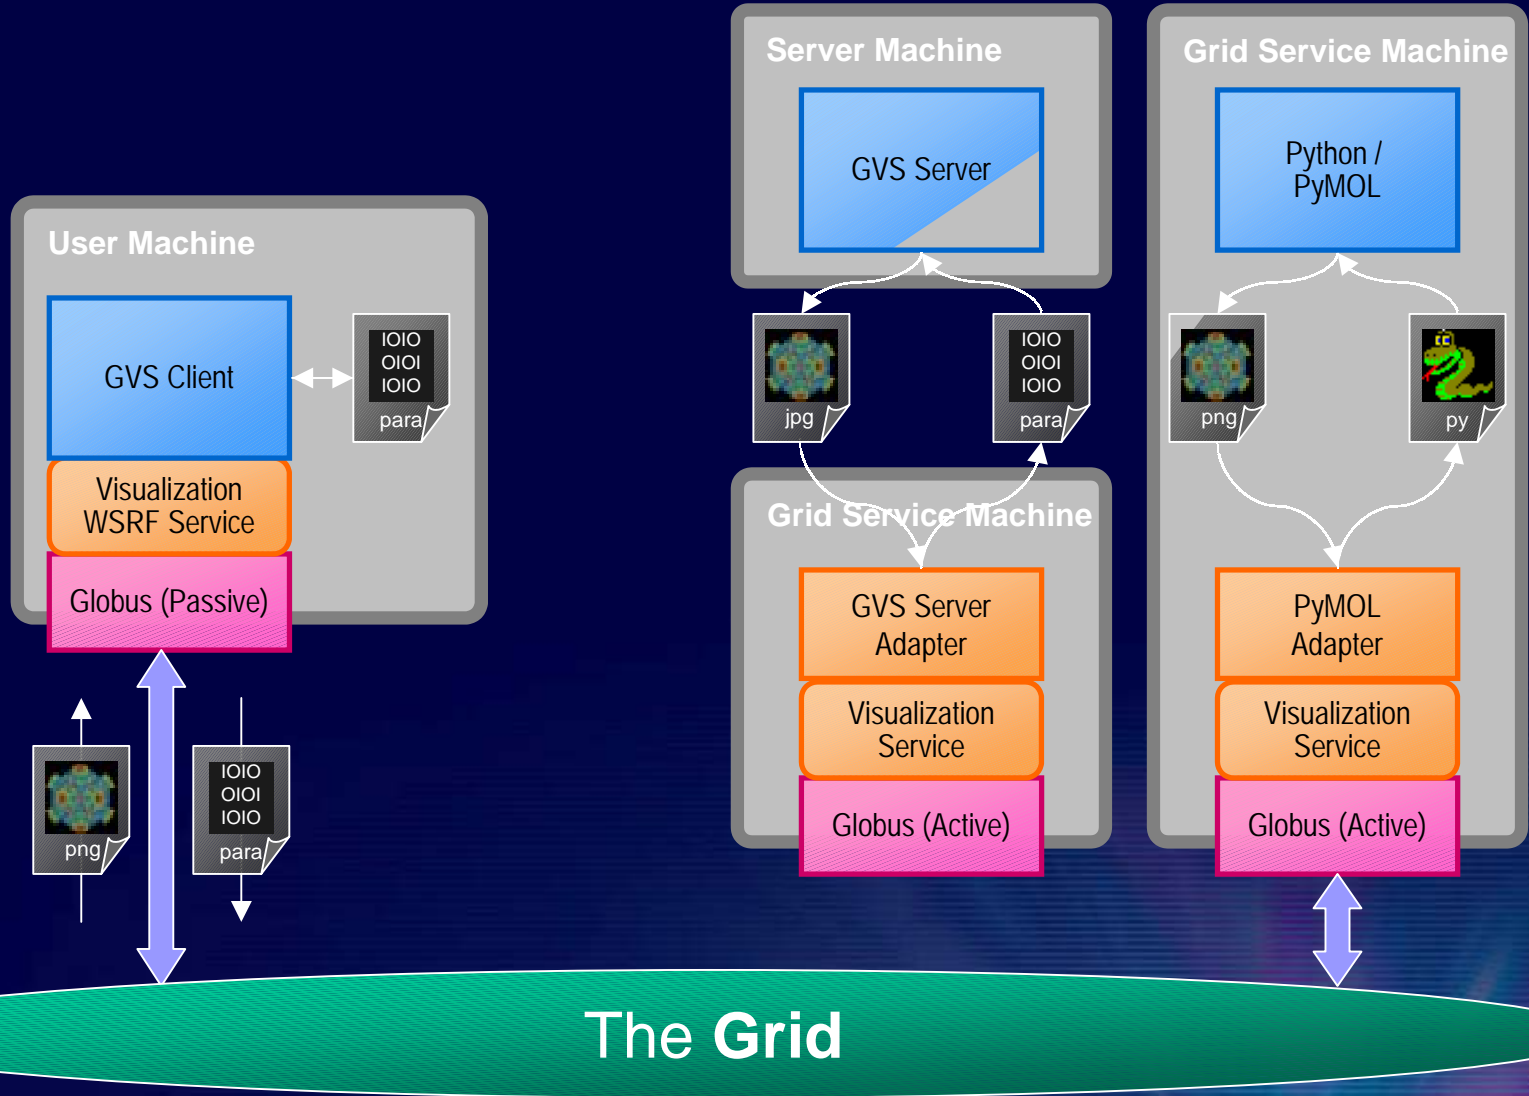 User Machine
GVS Client
IOIO
OIOI
IOIO
para
Visualization
WSRF Service
Globus (Passive)
png
IOIO
OIOI
IOIO
para
Server Machine
GVS Server
jpg
IOIO
OIOI
IOIO
para
Grid Service Machine
GVS Server
Adapter
Visualization
Service
Globus (Active)
Grid Service Machine
Python /
PyMOL
png
py
PyMOL
Adapter
Visualization
Service
Globus (Active)
The Grid